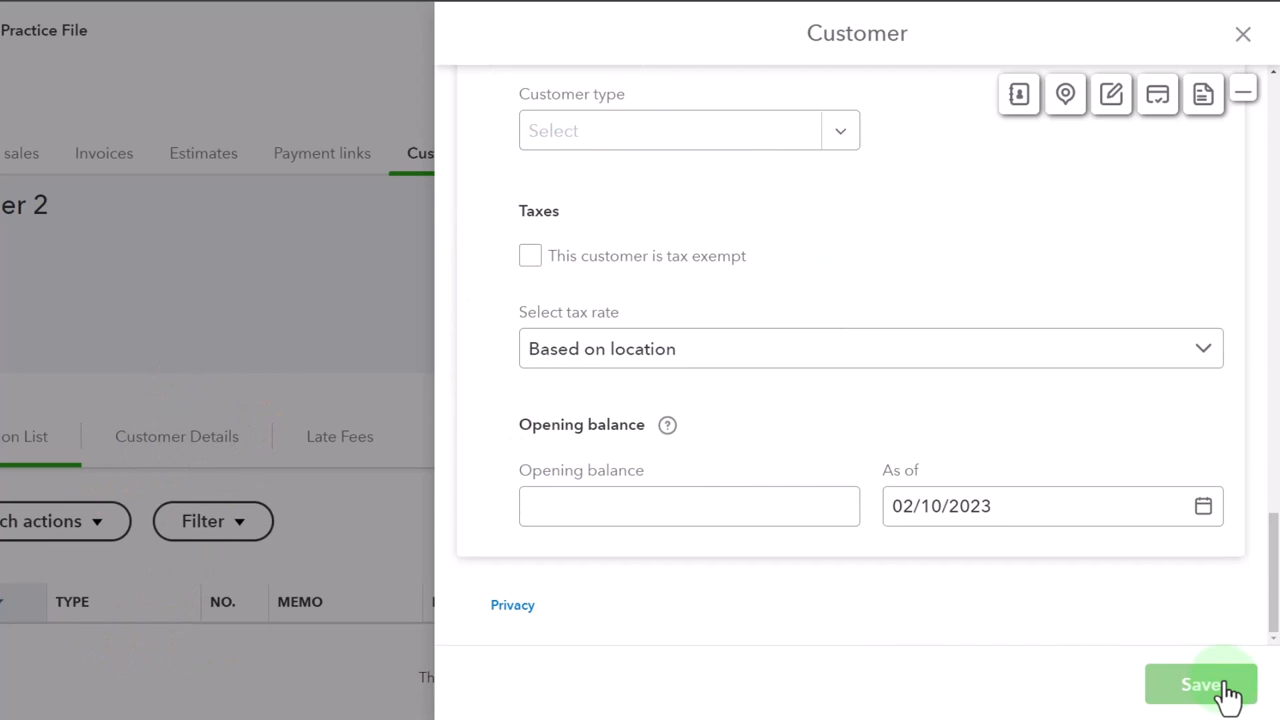 Practice File
Customer
Customer type
Select
sales Invoices Estimates Payment links Cus
er 2
Taxes
This customer is tax exempt
Select tax rate
Based on location
Opening balance ?
Opening balance As of
02/10/2023
on List Customer Details Late Fees
ch actions Filter
TYPE NO. MEMO
Privacy
Th
Save